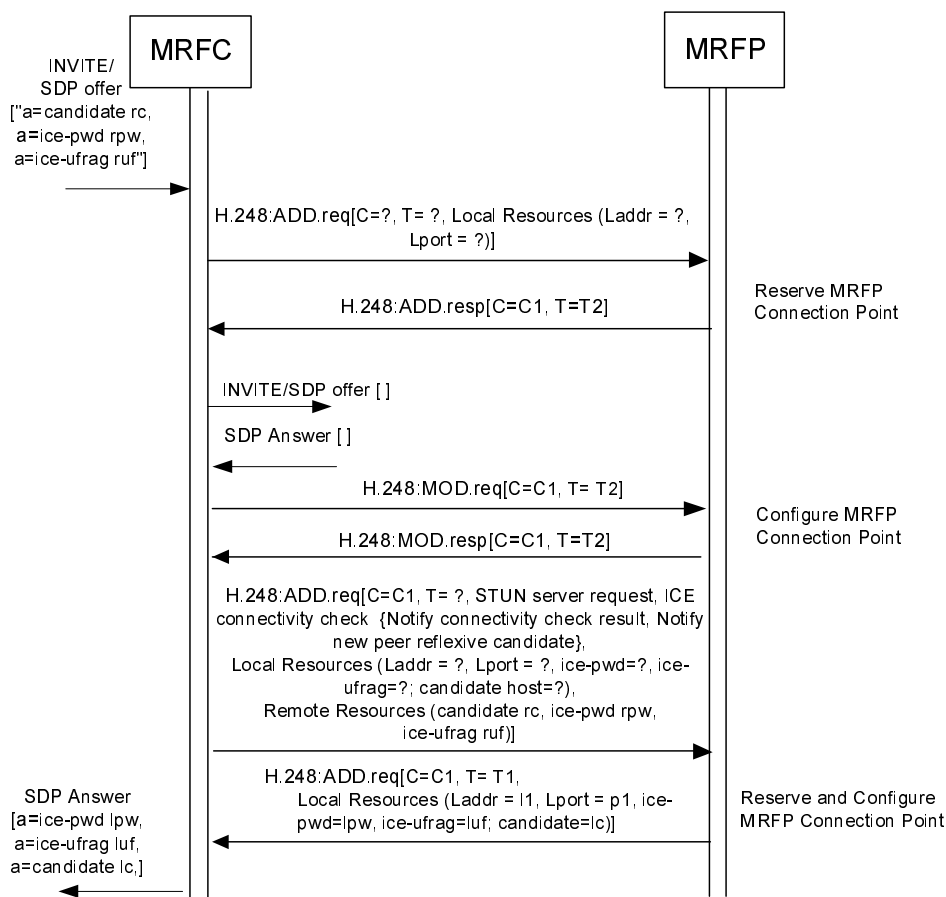 MRFC
MRFP
INVITE/
SDP offer
["a=candidate rc,
a=ice-pwd rpw,
a=ice-ufrag ruf"]
H.248:ADD.req[C=?, T= ?, Local Resources (Laddr = ?,
Lport = ?)]
Reserve MRFP
Connection Point
H.248:ADD.resp[C=C1, T=T2]
INVITE/SDP offer [ ]
SDP Answer [ ]
H.248:MOD.req[C=C1, T= T2]
Configure MRFP
Connection Point
H.248:MOD.resp[C=C1, T=T2]
H.248:ADD.req[C=C1, T= ?, STUN server request, ICE
connectivity check {Notify connectivity check result, Notify
new peer reflexive candidate},
Local Resources (Laddr = ?, Lport = ?, ice-pwd=?, ice-
ufrag=?; candidate host=?),
Remote Resources (candidate rc, ice-pwd rpw,
ice-ufrag ruf)]
H.248:ADD.req[C=C1, T= T1,
Local Resources (Laddr = l1, Lport = p1, ice-
pwd=lpw, ice-ufrag=luf; candidate=lc)]
Reserve and Configure
MRFP Connection Point
SDP Answer
[a=ice-pwd lpw,
a=ice-ufrag luf,
a=candidate lc,]